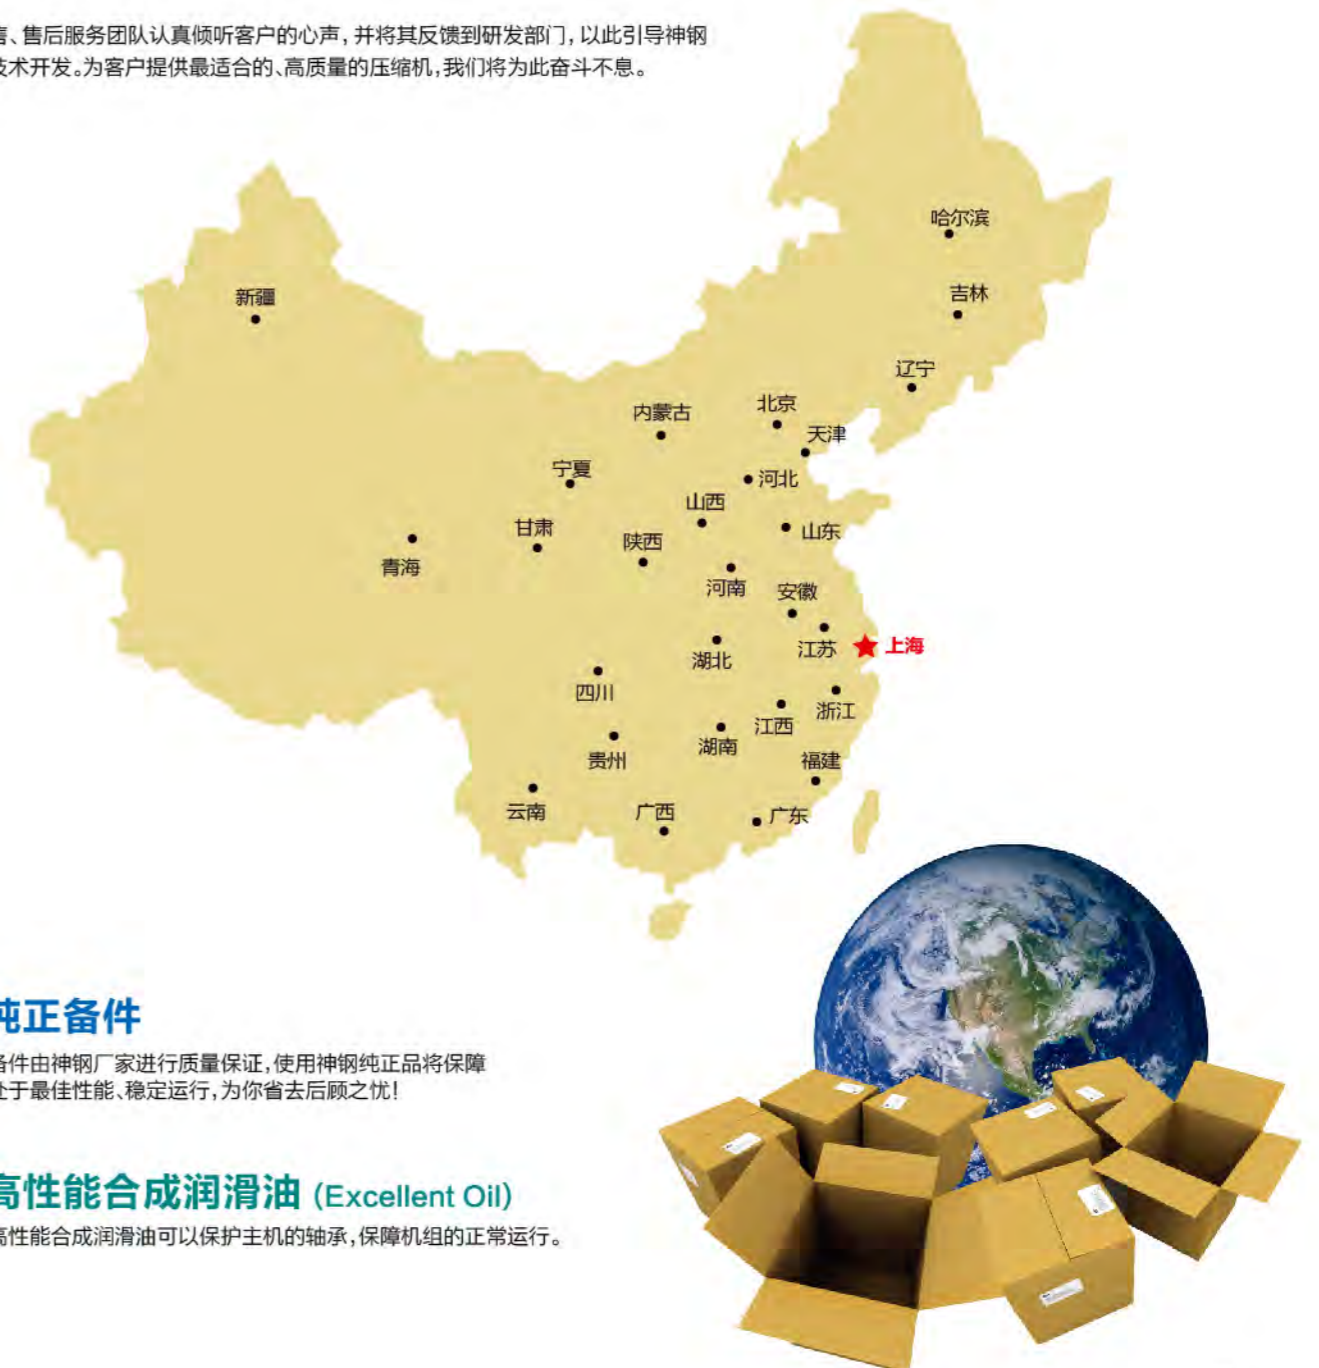 售、售后服务团队认真倾听客户的心声,并将其反馈到研发部门,以此引导神钢
技术开发。为客户提供最适合的、高质量的压缩机,我们将为此奋斗不息。
哈尔滨
新疆
吉林
辽宁
北京
内蒙古
天津
宁夏
河北
山西
甘肃
山东
陕西
青海
河南
安徽
江苏
上海
湖北
四川
浙江
江西
湖南
贵州
福建
云南
广西
广东
纯正备件
备件由神钢厂家进行质量保证,使用神钢纯正品将保障
处于最佳性能、稳定运行,为你省去后顾之忧!
高性能合成润滑油 (Excellent Oil)
高性能合成润滑油可以保护主机的轴承,保障机组的正常运行。